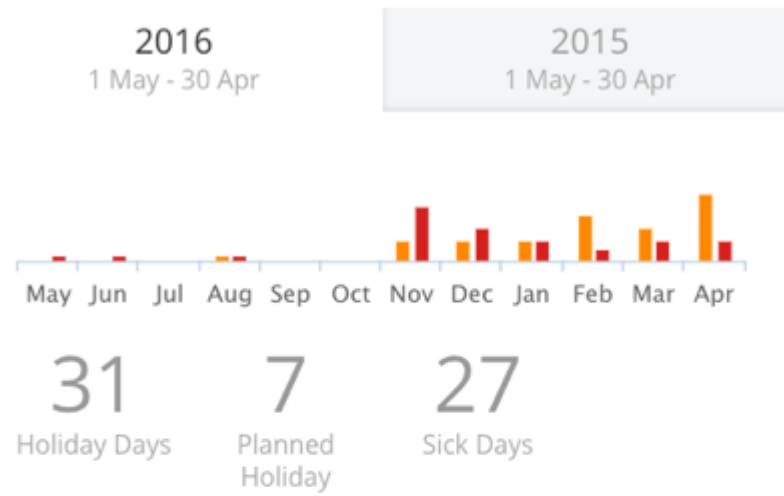 2016
1 May - 30 Apr
2015
1 May - 30 Apr
May Jun Jul Aug Sep Oct Nov Dec Jan Feb Mar Apr
31
Holiday Days
7
Planned
Holiday
27
Sick Days